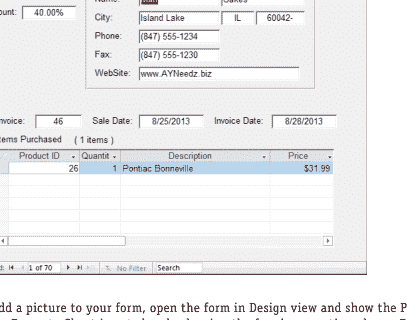 Oakes
ount: 40.00%
City: Island Lake IL 60042-
Phone: (847) 555-1234
Fax: (847) 555-1230
WebSite: www.AYNeedz.biz
nvoice: 46 Sale Date: 8/25/2013 Invoice Date: 8/28/2013
tems Purchased (1 items )
Product ID Quantit Description Price
26 1 Pontiac Bonneville $31.99
1 of 70 No Filter Search
dd a picture to your form, open the form in Design view and show the P